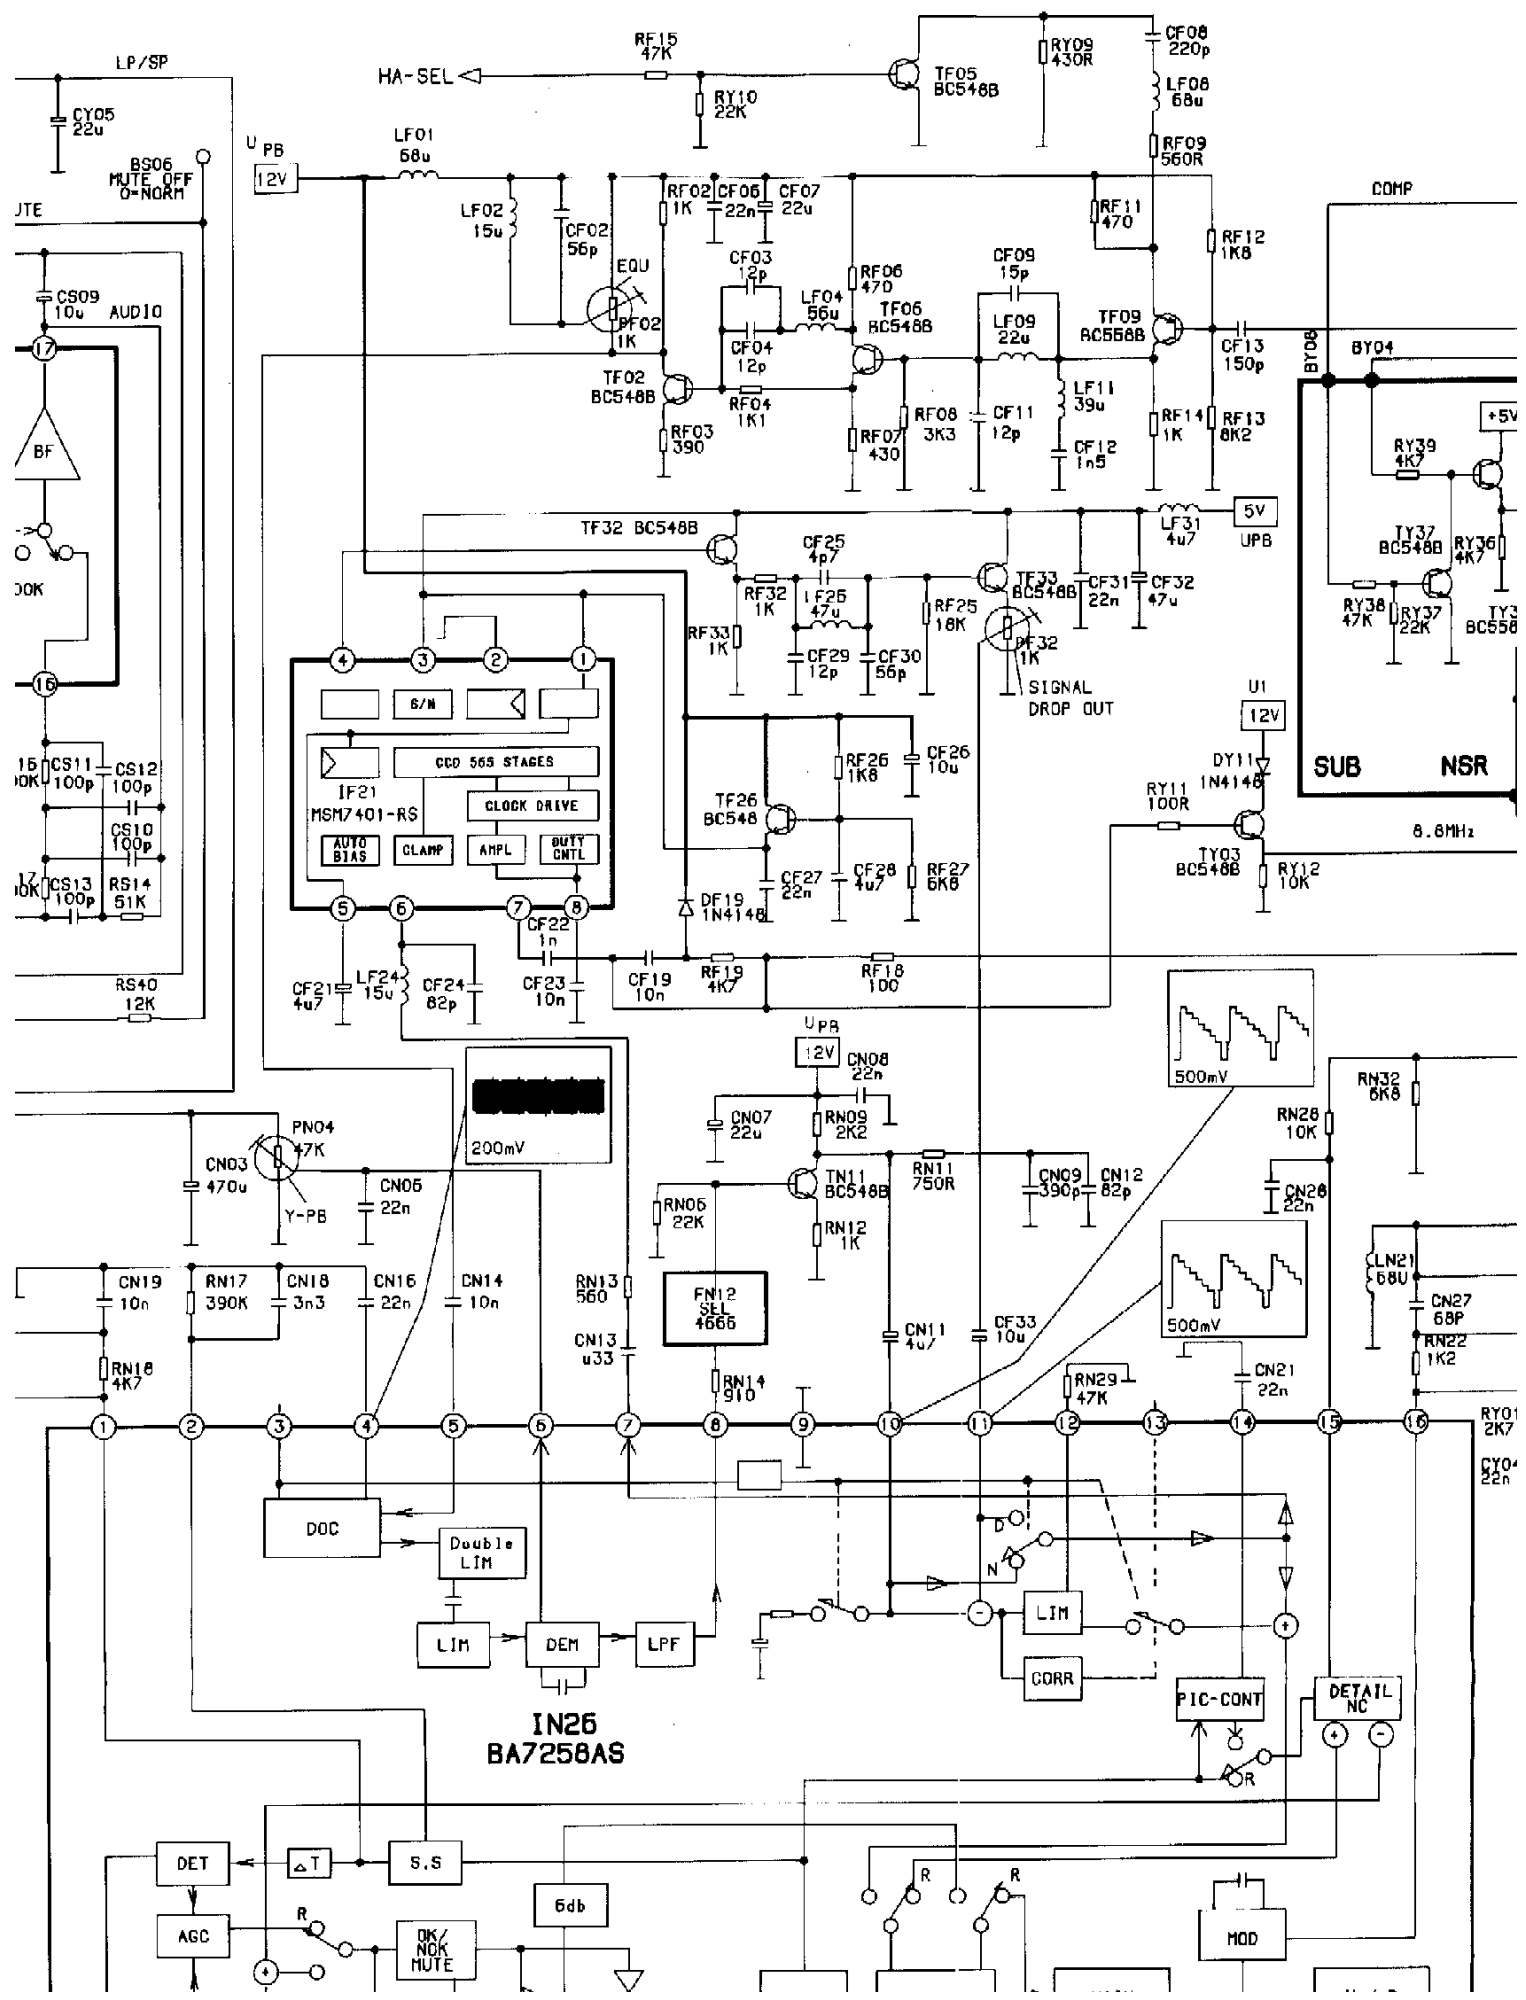 RF15
47K
CF08
220p
RY09
430R
LP/SP
HA-SEL
TF05
BC548B
LF08
68u
RY10
22K
CY05
22u
LF01
68u
U PB
12V
BS06
MUTE OFF
0=NORM
RF09
560R
UTE
LF02
15u
CF02
56p
RF02
1K
CF06
22n
CF07
22u
RF11
470
COMP
RF12
1K8
EQU
CF03
12p
RF06
470
CF09
15p
CS09
10u
AUDIO
PF02
1K
LF04
56u
TF06
BC548B
LF09
22u
TF09
BC558B
17
CF04
12p
CF13
150p
BY08
BY04
TF02
BC548B
RF04
1K1
LF11
39u
RF03
390
RF07
430
RF08
3K3
CF11
12p
CF12
1n5
RF14
1K
RF13
8K2
+5V
BF
RY39
4K7
TF32 BC548B
CF25
4p7
LF31
4u7
5V
UPB
TY37
BC548B
RY36
4K7
RF32
1K
LF25
47u
RF25
18K
TF33
BC548B
CF31
22n
CF32
47u
RF33
1K
PF32
1K
RY38
47K
RY37
22K
CF29
12p
CF30
56p
4
3
2
1
16
SIGNAL
DROP OUT
U1
12V
S/N
CCD 565 STAGES
IF21
MSM7401-RS
CLOCK DRIVE
AUTO
BIAS
CLAMP
AMPL
DUTY
CNTL
RF26
1K8
CF26
10u
DY11
1N4148
SUB
NSR
CS11
100p
CS12
100p
TF26
BC548
RY11
100R
CS10
100p
8.8MHz
TY03
BC548B
RY12
10K
CS13
100p
RS14
51K
CF27
22n
CF28
4u7
RF27
6K8
DF19
1N4148
5
6
7
8
CF22
1n
CF21
4u7
LF24
15u
CF24
82p
CF23
10n
CF19
10n
RF19
4K7
RF18
100
RS40
12K
U PB
12V
CN08
22n
500mV
RN32
6K8
PN04
47K
200mV
CN07
22u
RN09
2K2
RN28
10K
CN03
470u
CN06
22n
TN11
BC548B
RN11
750R
CN09
390p
CN12
82p
CN26
22n
Y-PB
RN06
22K
RN12
1K
LN21
68U
CN19
10n
RN17
390K
CN18
3n3
CN16
22n
CN14
10n
RN13
560
FN12
SEL
4666
CN27
68P
500mV
CN13
u33
CN11
4u7
CF33
10u
RN22
1K2
RN18
4K7
RN14
910
RN29
47K
CN21
22n
1
2
3
4
5
6
7
8
9
10
11
12
13
14
15
16
RY01
2K7
CY04
22n
DOC
Double
LIM
D
N
LIM
DEM
LPF
LIM
CORR
PIC-CONT
DETAIL
NC
IN26
BA7258AS
R
DET
△T
S.S
6db
R
R
AGC
R
OK/
NOK
MUTE
MOD